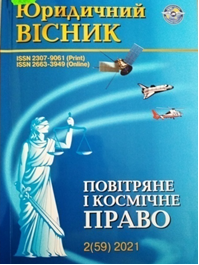 Юридичний
ВІСНИК
ISSN 2307-9061 (Print)
ISSN 2663-3949 (Online)
ПОВІТРЯНЕ
І КОСМІЧНЕ
ПРАВО
2(59) 2021